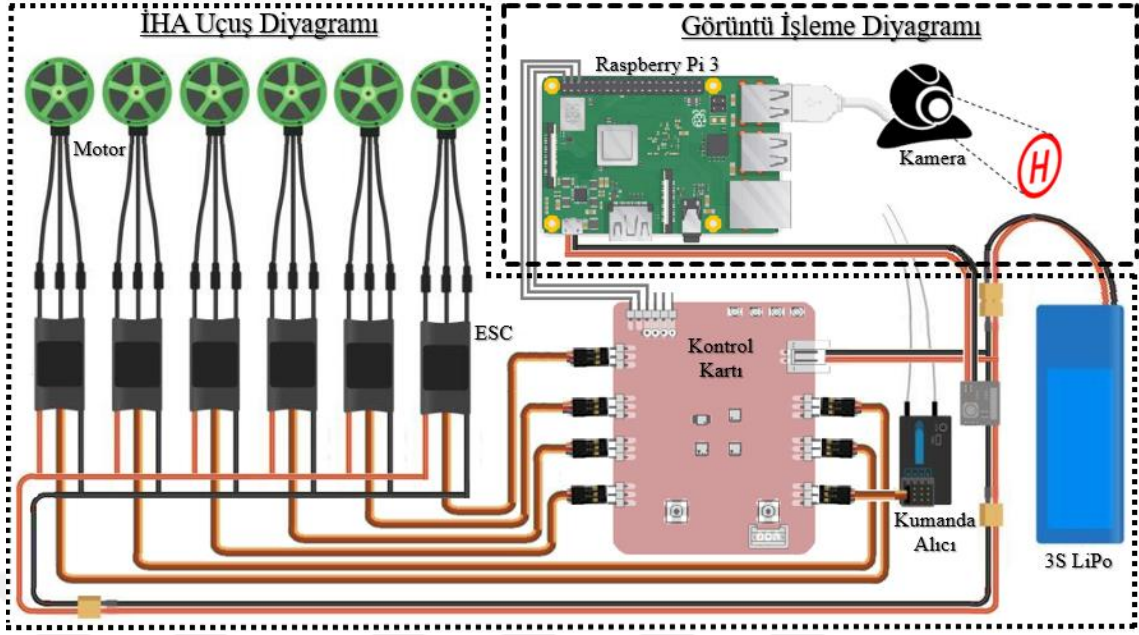 İHA Uçuş Diyagramı
Görüntü İşleme Diyagramı
Raspberry Pi 3
Motor
Kamera
H
ESC
Kontrol
Kartı
Kumanda
Alıcı
3S LiPo